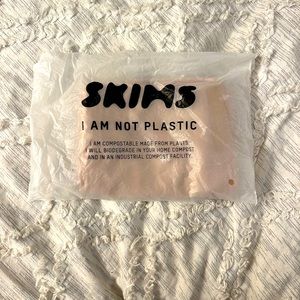 SKIMS
I AM NOT PLASTIC
I AM COMPOSTABLE MADE FROM PLANTS.
I WILL BIODEGRADE IN YOUR HOME COMPOST
AND IN AN INDUSTRIAL COMPOST FACILITY.